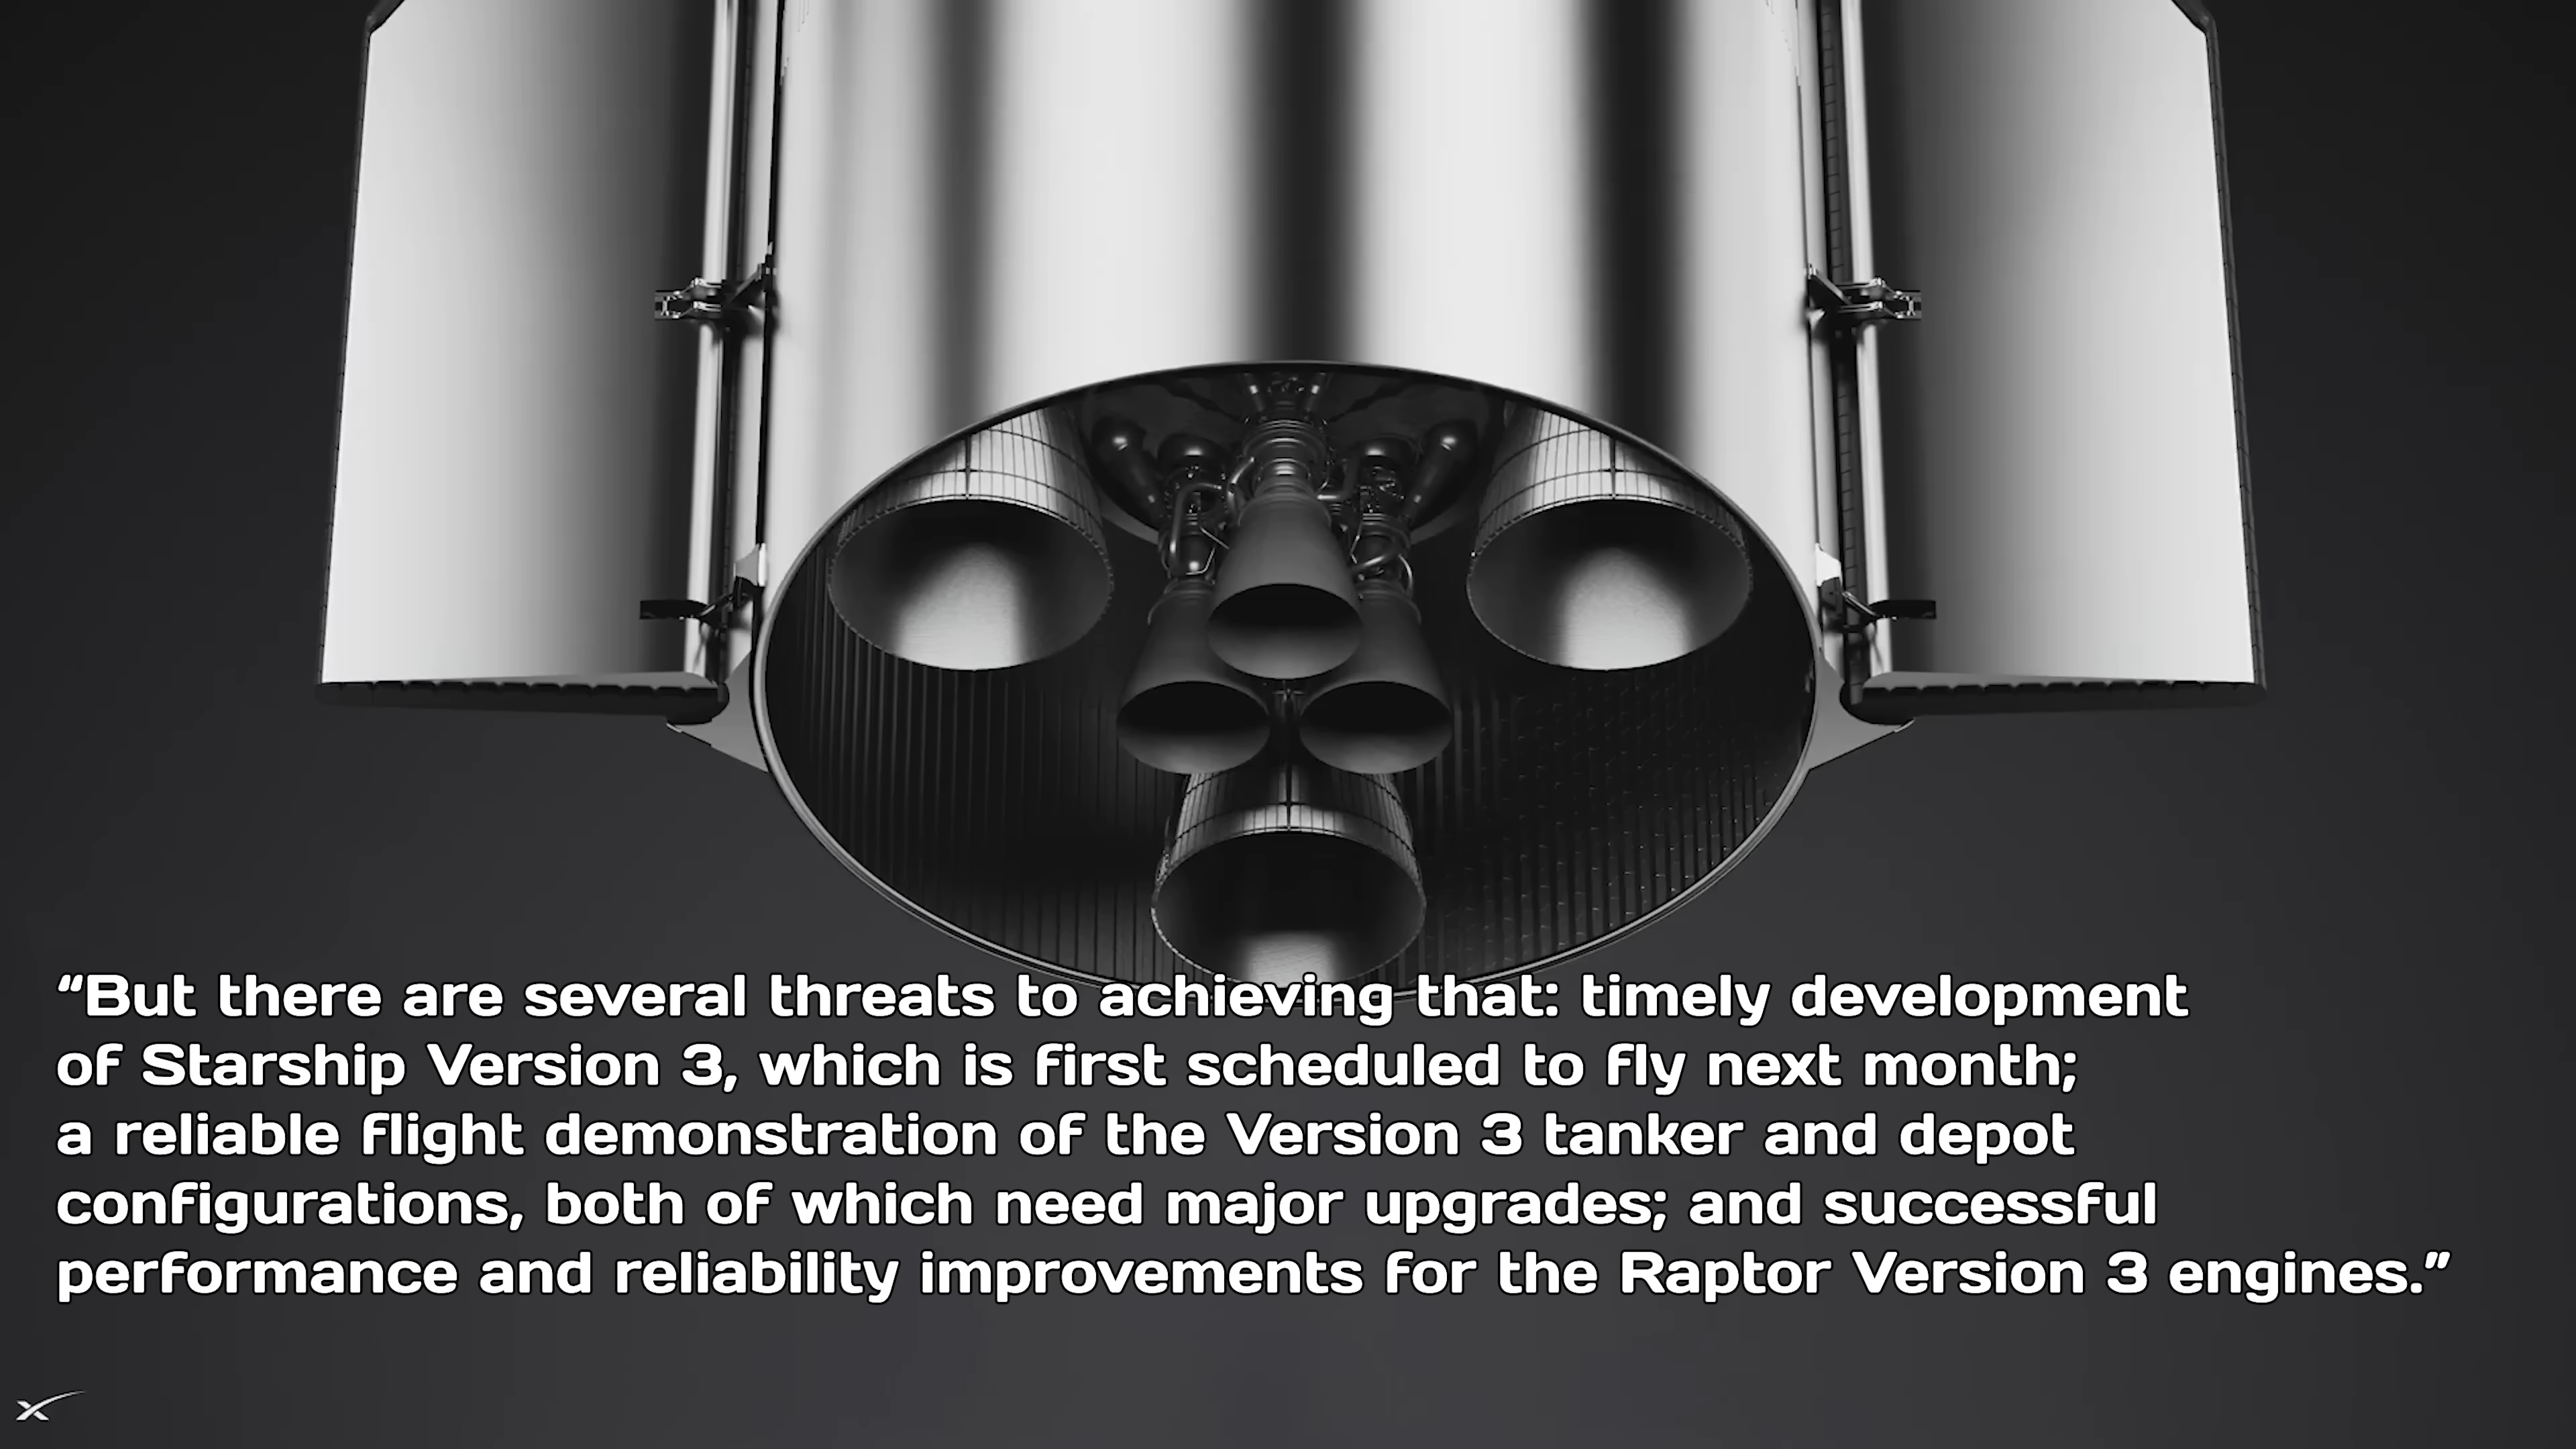 “But there are several threats to achieving that: timely development
of Starship Version 3, which is first scheduled to fly next month;
a reliable flight demonstration of the Version 3 tanker and depot
configurations, both of which need major upgrades; and successful
performance and reliability improvements for the Raptor Version 3 engines.”